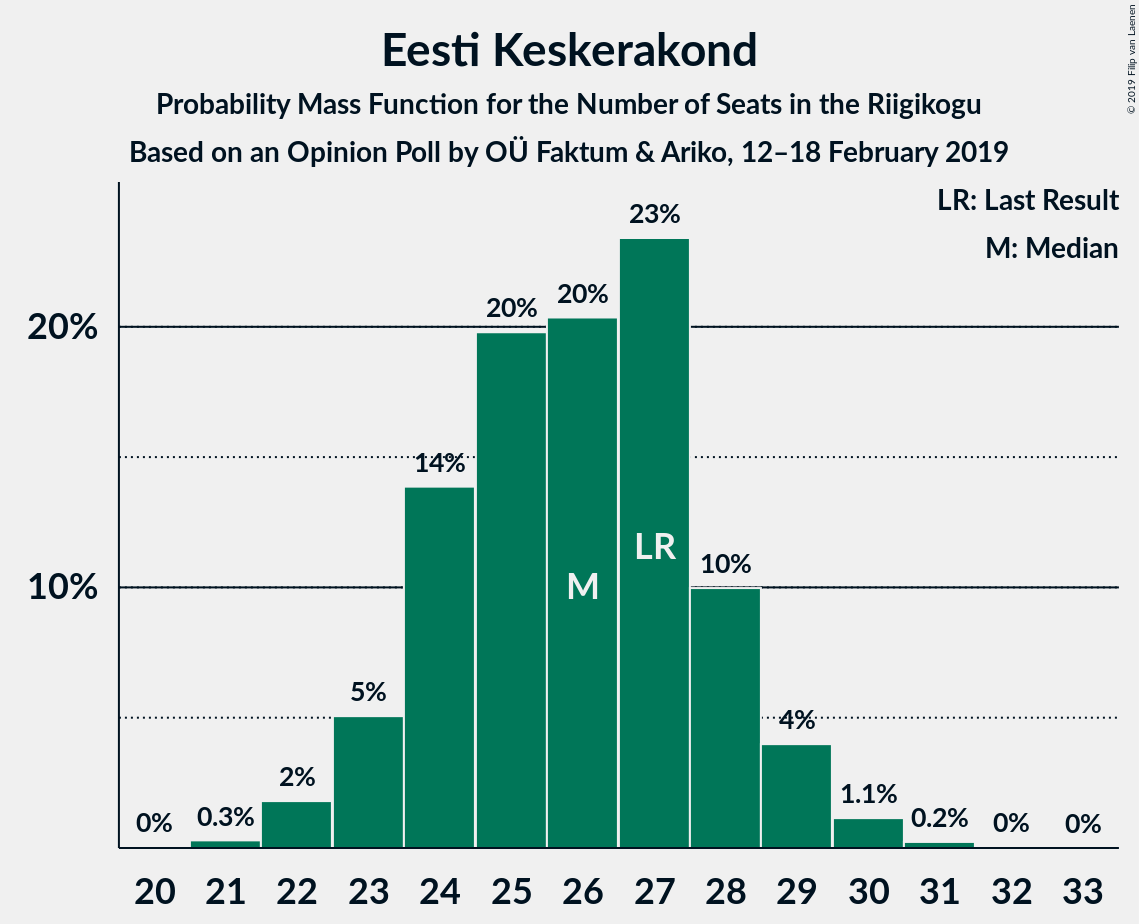 Eesti Keskerakond
Probability Mass Function for the Number of Seats in the Riigikogu
Based on an Opinion Poll by OÜ Faktum & Ariko, 12–18 February 2019
© 2019 Filip van Laenen
LR: Last Result
M: Median
20%
10%
0% 0.3% 2% 5% 14% 20% 20% 23% 10% 4% 1.1% 0.2% 0% 0%
M LR
20 21 22 23 24 25 26 27 28 29 30 31 32 33